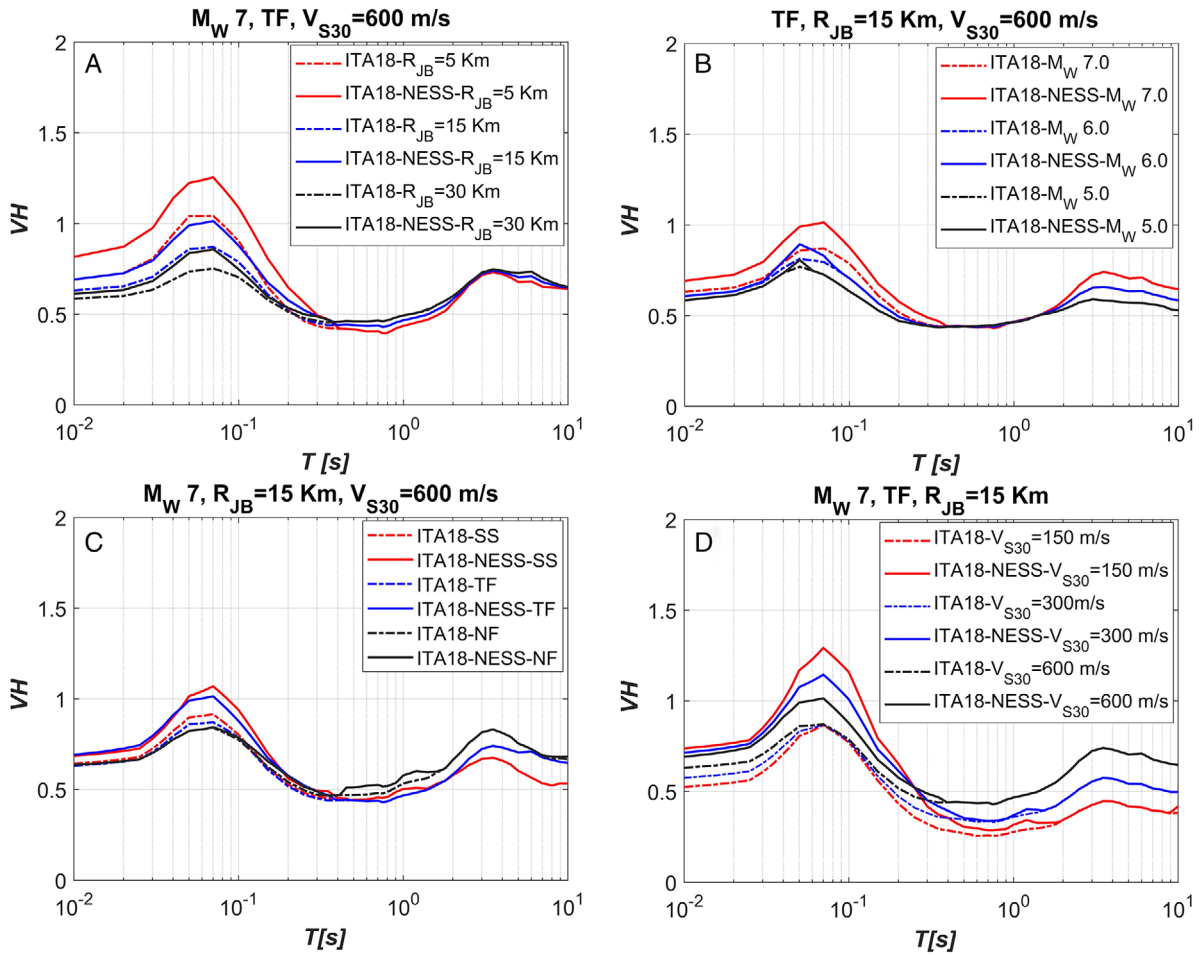 M_W 7, TF, V_S30=600 m/s
A
ITA18-R_JB=5 Km
ITA18-NESS-R_JB=5 Km
ITA18-R_JB=15 Km
ITA18-NESS-R_JB=15 Km
ITA18-R_JB=30 Km
ITA18-NESS-R_JB=30 Km
2
1.5
1
0.5
0
VH
10^-2
10^-1
10^0
10^1
T [s]
TF, R_JB=15 Km, V_S30=600 m/s
B
ITA18-M_W 7.0
ITA18-NESS-M_W 7.0
ITA18-M_W 6.0
ITA18-NESS-M_W 6.0
ITA18-M_W 5.0
ITA18-NESS-M_W 5.0
2
1.5
1
0.5
0
VH
10^-2
10^-1
10^0
10^1
T [s]
M_W 7, R_JB=15 Km, V_S30=600 m/s
C
ITA18-SS
ITA18-NESS-SS
ITA18-TF
ITA18-NESS-TF
ITA18-NF
ITA18-NESS-NF
2
1.5
1
0.5
0
VH
10^-2
10^-1
10^0
10^1
T[s]
M_W 7, TF, R_JB=15 Km
D
ITA18-V_S30=150 m/s
ITA18-NESS-V_S30=150 m/s
ITA18-V_S30=300m/s
ITA18-NESS-V_S30=300 m/s
ITA18-V_S30=600 m/s
ITA18-NESS-V_S30=600 m/s
2
1.5
1
0.5
0
VH
10^-2
10^-1
10^0
10^1
T[s]